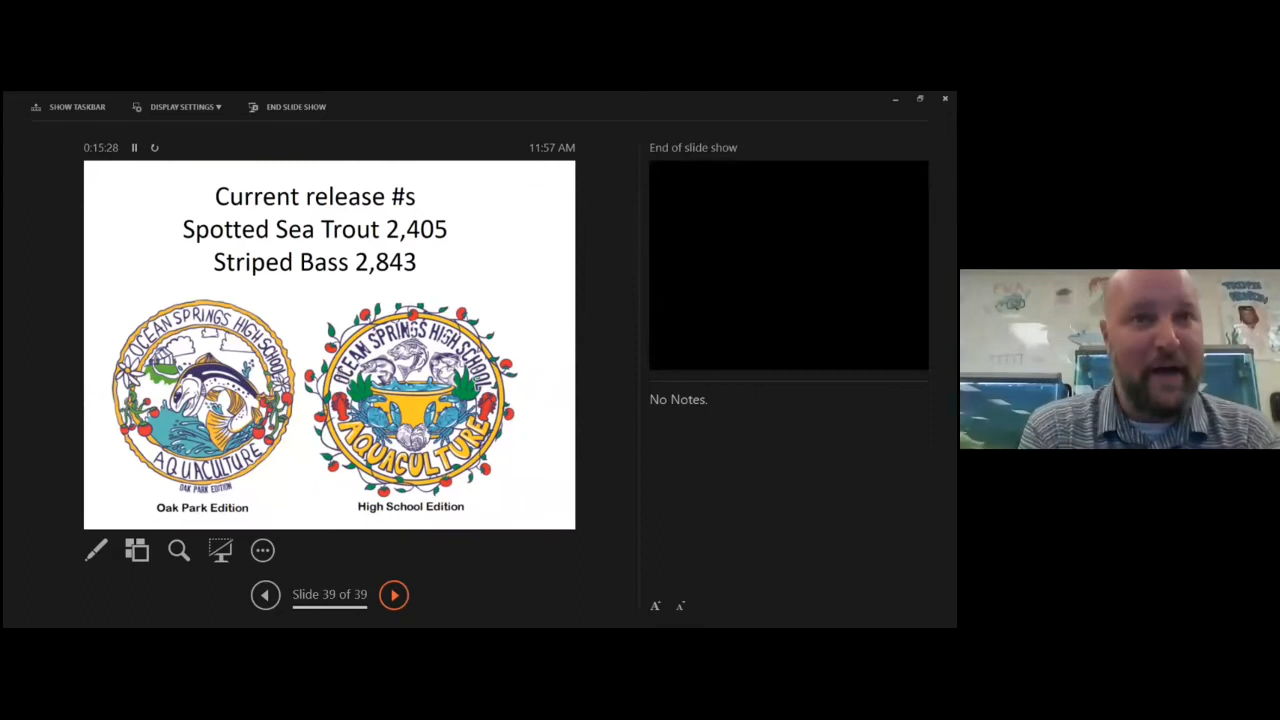 SHOW TASKBAR
DISPLAY SETTINGS ▼
END SLIDE SHOW
0:15:28
11:57 AM
End of slide show
Current release #s
Spotted Sea Trout 2,405
Striped Bass 2,843
OCEAN SPRINGS HIGH SCHOOL
AQUACULTURE
OAK PARK EDITION
Oak Park Edition
OCEAN SPRINGS HIGH SCHOOL
AQUACULTURE
High School Edition
No Notes.
Slide 39 of 39
A A